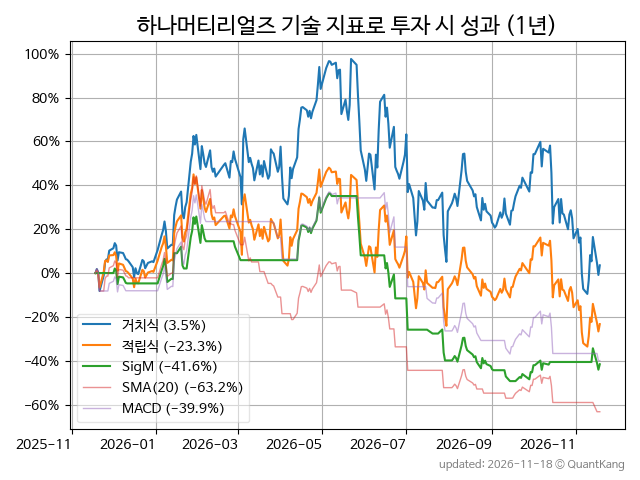 하나머티리얼즈 기술 지표로 투자 시 성과 (1년)
100%
80%
60%
40%
20%
0%
−20%
−40%
−60%
거치식 (3.5%)
적립식 (−23.3%)
SigM (−41.6%)
SMA(20) (−63.2%)
MACD (−39.9%)
2025-11 2026-01 2026-03 2026-05 2026-07 2026-09 2026-11
updated: 2026-11-18 © QuantKang